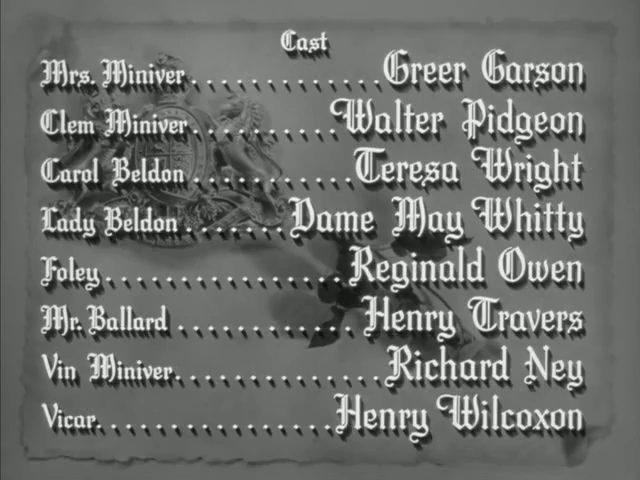 Cast
Mrs. Miniver.............Greer Garson
Clem Miniver..........Walter Pidgeon
Carol Beldon ...........Teresa Wright
Lady Beldon .......Dame May Whitty
Foley................Reginald Owen
Mr. Ballard ............Henry Travers
Vin Miniver..............Richard Ney
Vicar................Henry Wilcoxon